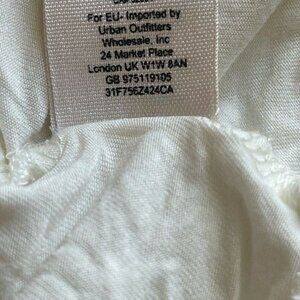 For EU- Imported by
Urban Outfitters
Wholesale, Inc
24 Market Place
London UK W1W 8AN
GB 975119105
31F756Z424CA